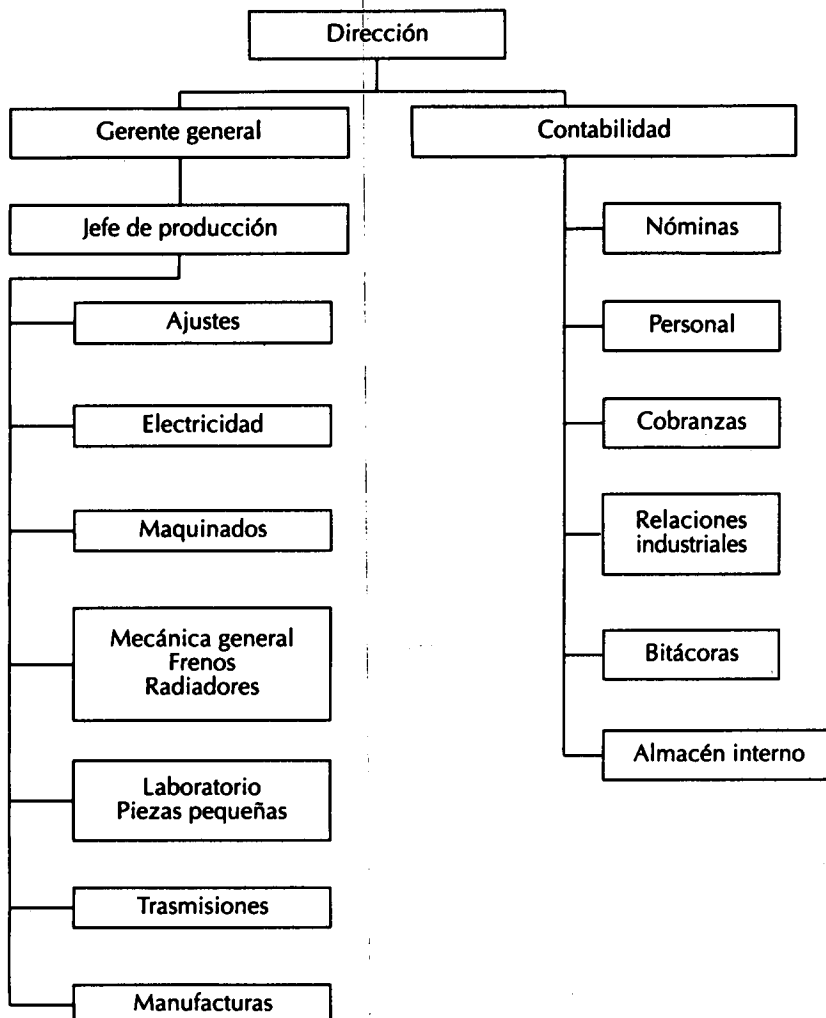 Dirección
Gerente general
Contabilidad
Jefe de producción
Ajustes
Electricidad
Maquinados
Mecánica general
Frenos
Radiadores
Laboratorio
Piezas pequeñas
Trasmisiones
Manufacturas
Nóminas
Personal
Cobranzas
Relaciones
industriales
Bitácoras
Almacén interno